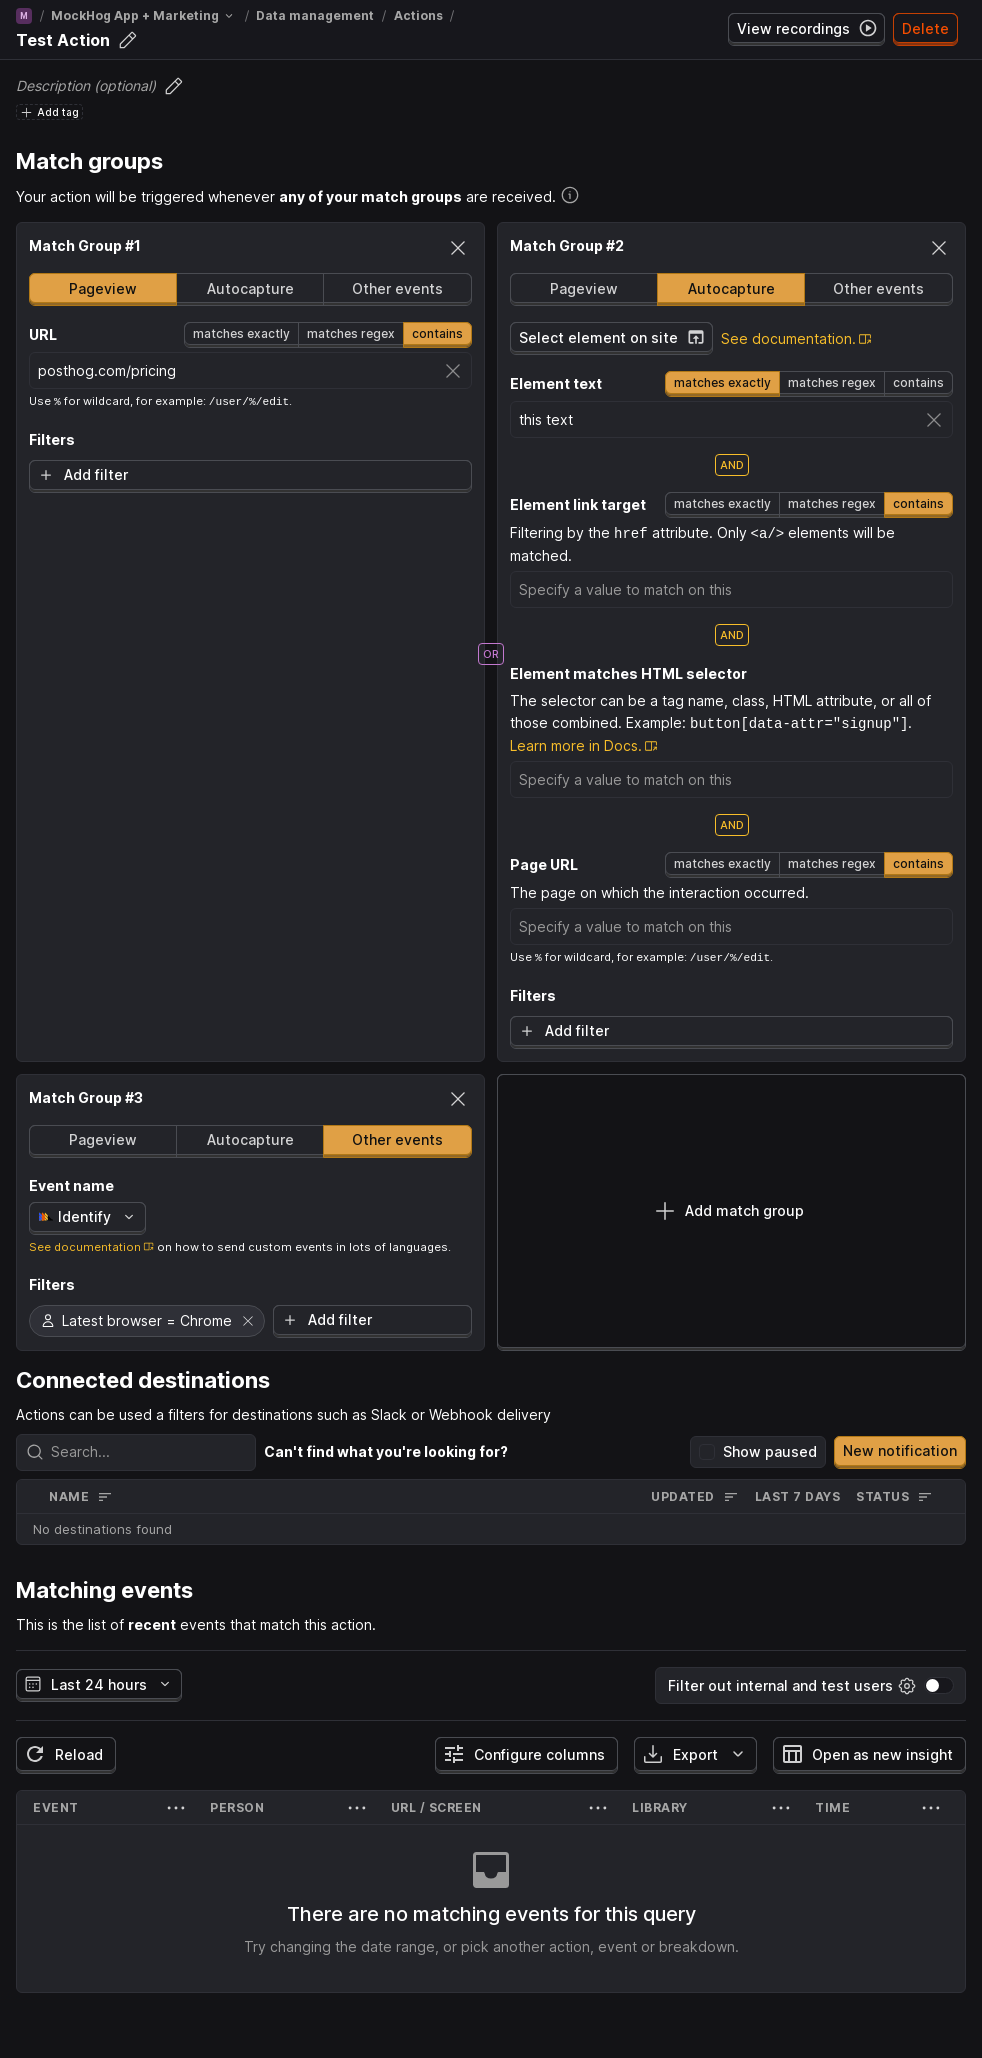 M / MockHog App + Marketing / Data management / Actions /
Test Action
View recordings
Delete
Description (optional)
Add tag
Match groups
Your action will be triggered whenever any of your match groups are received.
Match Group #1
Pageview Autocapture Other events
URL matches exactly matches regex contains
posthog.com/pricing
Use % for wildcard, for example: /user/%/edit.
Filters
Add filter
OR
Match Group #2
Pageview Autocapture Other events
Select element on site See documentation.
Element text matches exactly matches regex contains
this text
AND
Element link target matches exactly matches regex contains
Filtering by the href attribute. Only <a/> elements will be
matched.
Specify a value to match on this
AND
Element matches HTML selector
The selector can be a tag name, class, HTML attribute, or all of
those combined. Example: button[data-attr="signup"].
Learn more in Docs.
Specify a value to match on this
AND
Page URL matches exactly matches regex contains
The page on which the interaction occurred.
Specify a value to match on this
Use % for wildcard, for example: /user/%/edit.
Filters
Add filter
Match Group #3
Pageview Autocapture Other events
Event name
Identify
See documentation on how to send custom events in lots of languages.
Filters
Latest browser = Chrome Add filter
Add match group
Connected destinations
Actions can be used a filters for destinations such as Slack or Webhook delivery
Search... Can't find what you're looking for? Show paused New notification
NAME UPDATED LAST 7 DAYS STATUS
No destinations found
Matching events
This is the list of recent events that match this action.
Last 24 hours Filter out internal and test users
Reload Configure columns Export Open as new insight
EVENT PERSON URL / SCREEN LIBRARY TIME
There are no matching events for this query
Try changing the date range, or pick another action, event or breakdown.